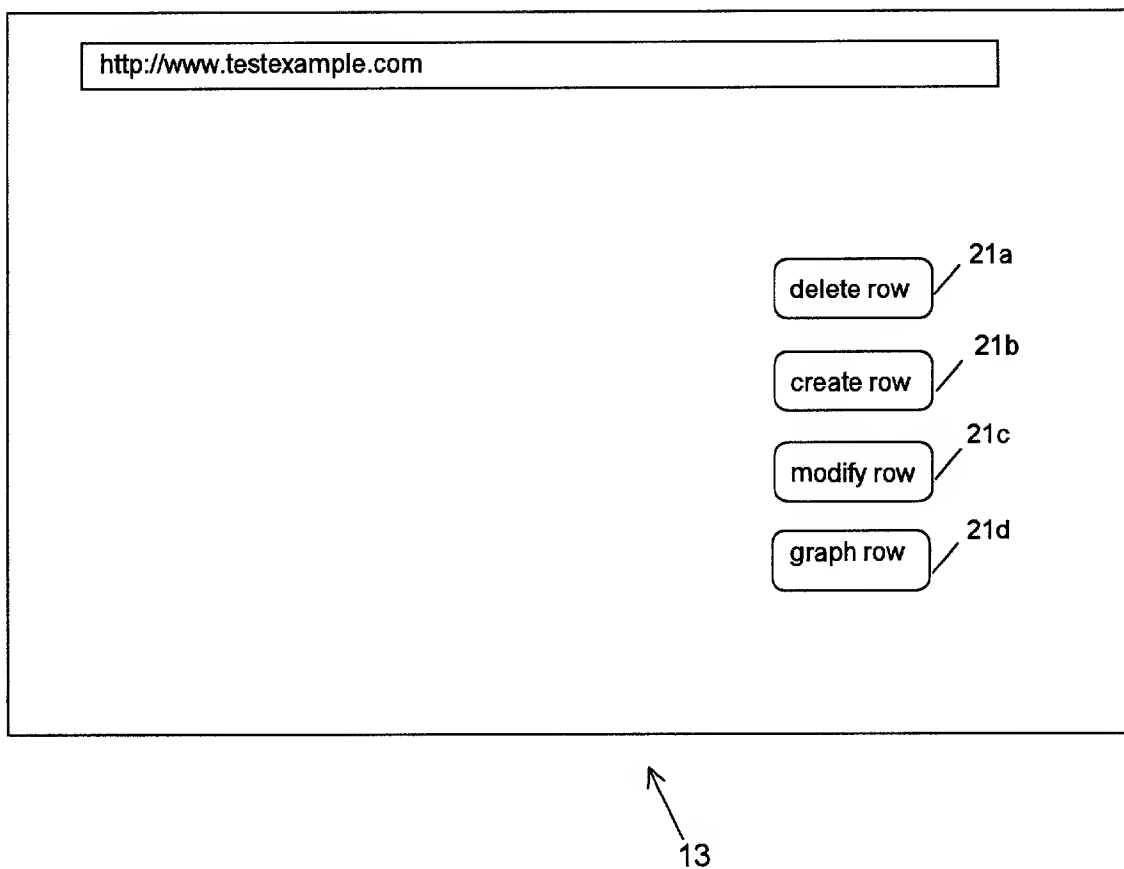 http://www.testexample.com
21a
delete row
21b
create row
21c
modify row
21d
graph row
13